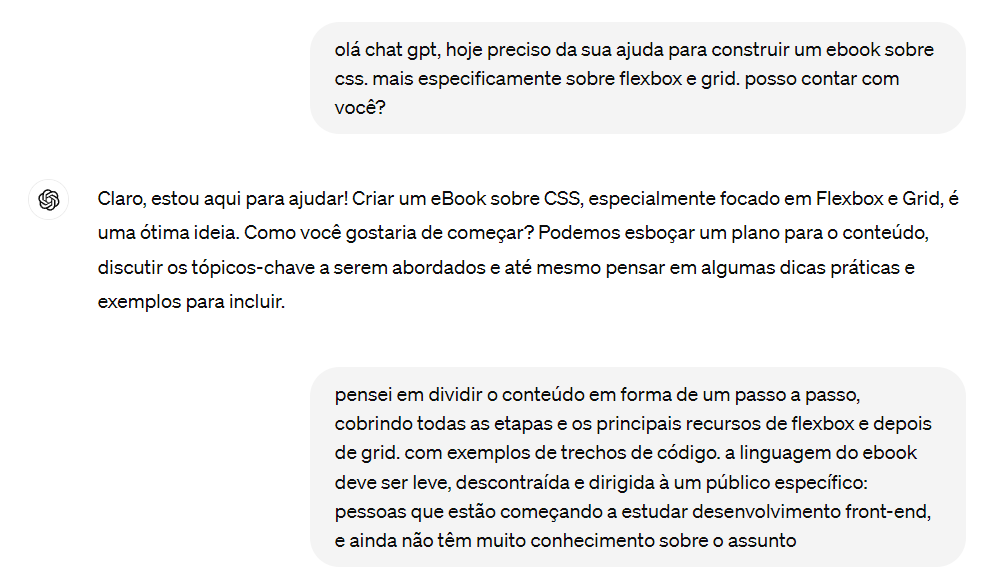 olá chat gpt, hoje preciso da sua ajuda para construir um ebook sobre
css. mais especificamente sobre flexbox e grid. posso contar com
você?
Claro, estou aqui para ajudar! Criar um eBook sobre CSS, especialmente focado em Flexbox e Grid, é
uma ótima ideia. Como você gostaria de começar? Podemos esboçar um plano para o conteúdo,
discutir os tópicos-chave a serem abordados e até mesmo pensar em algumas dicas práticas e
exemplos para incluir.
pensei em dividir o conteúdo em forma de um passo a passo,
cobrindo todas as etapas e os principais recursos de flexbox e depois
de grid. com exemplos de trechos de código. a linguagem do ebook
deve ser leve, descontraída e dirigida à um público específico:
pessoas que estão começando a estudar desenvolvimento front-end,
e ainda não têm muito conhecimento sobre o assunto